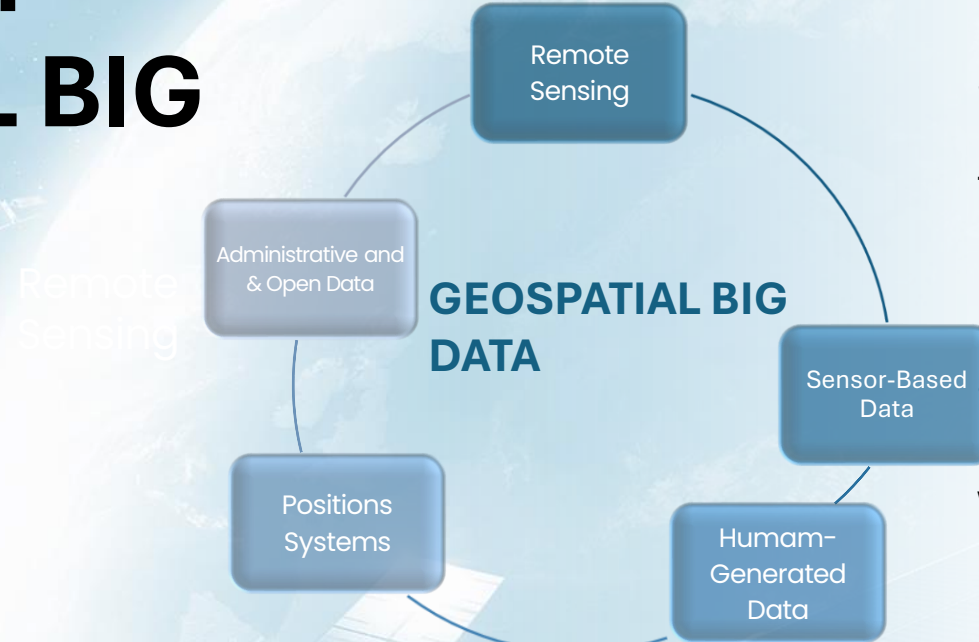 L BIG
Remote
Sensing
Administrative and
& Open Data
Remote
Sensing
GEOSPATIAL BIG
DATA
Sensor-Based
Data
Positions
Systems
Humam-
Generated
Data